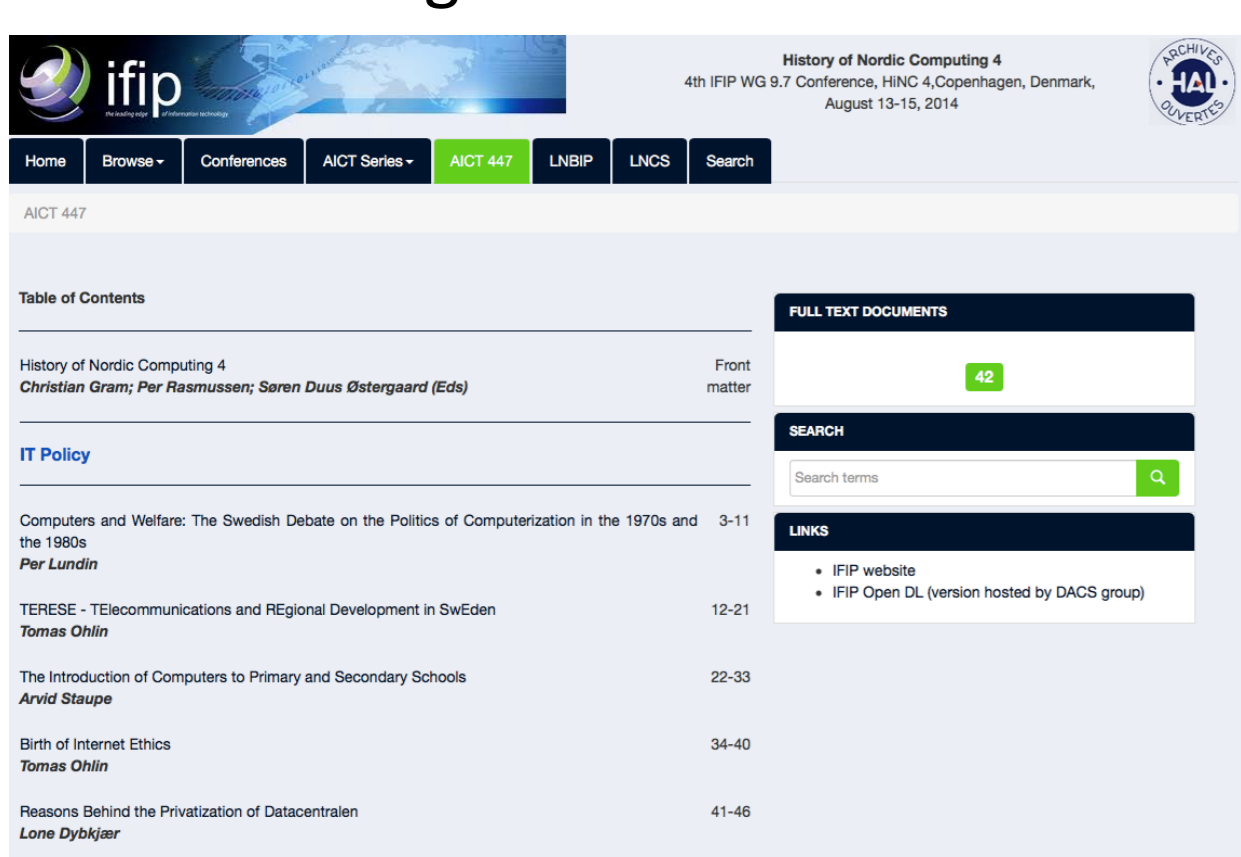 g
ifip
the leading edge of information technology
History of Nordic Computing 4
4th IFIP WG 9.7 Conference, HiNC 4,Copenhagen, Denmark,
August 13-15, 2014
ARCHIVES
HAL
OUVERTES
Home Browse Conferences AICT Series AICT 447 LNBIP LNCS Search
AICT 447
Table of Contents
History of Nordic Computing 4 Front
Christian Gram; Per Rasmussen; Søren Duus Østergaard (Eds) matter
IT Policy
Computers and Welfare: The Swedish Debate on the Politics of Computerization in the 1970s and 3-11
the 1980s
Per Lundin
TERESE - TElecommunications and REgional Development in SwEden 12-21
Tomas Ohlin
The Introduction of Computers to Primary and Secondary Schools 22-33
Arvid Staupe
Birth of Internet Ethics 34-40
Tomas Ohlin
Reasons Behind the Privatization of Datacentralen 41-46
Lone Dybkjær
FULL TEXT DOCUMENTS
42
SEARCH
Search terms
LINKS
• IFIP website
• IFIP Open DL (version hosted by DACS group)